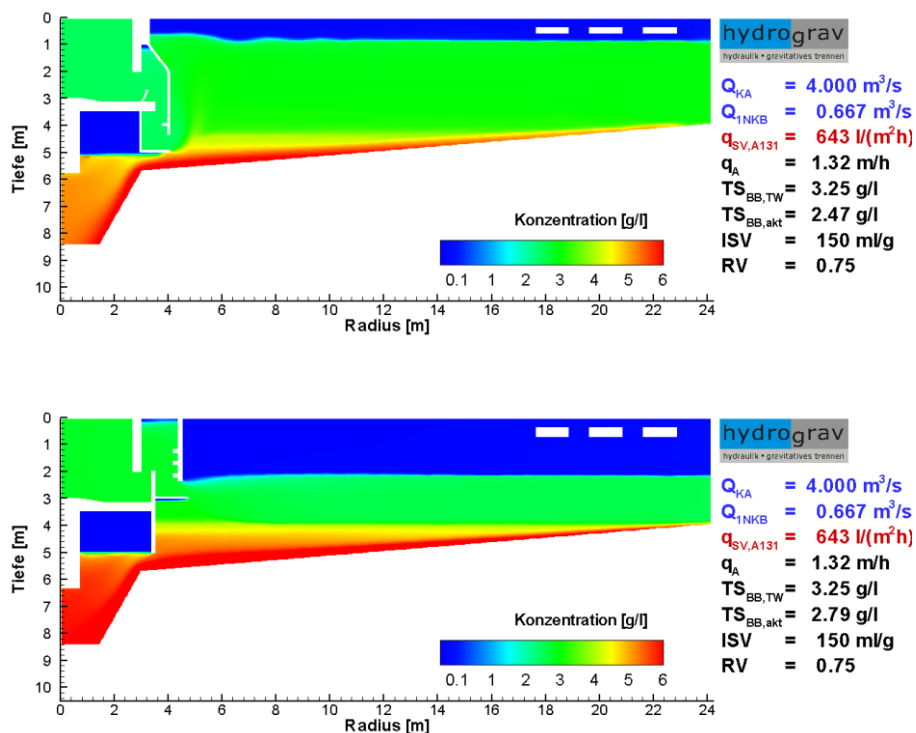 0
1
2
3
4
5
6
7
8
9
10
Tiefe [m]
0 2 4 6 8 10 12 14 16 18 20 22 24
Radius [m]
Konzentration [g/l]
0.1 1 2 3 4 5 6
hydrograv
hydraulik • gravitatives trennen
Q_KA = 4.000 m³/s
Q_1NKB = 0.667 m³/s
q_SV,A131 = 643 l/(m²h)
q_A = 1.32 m/h
TS_BB,TW = 3.25 g/l
TS_BB,akt = 2.47 g/l
ISV = 150 ml/g
RV = 0.75
0
1
2
3
4
5
6
7
8
9
10
Tiefe [m]
0 2 4 6 8 10 12 14 16 18 20 22 24
Radius [m]
Konzentration [g/l]
0.1 1 2 3 4 5 6
hydrograv
hydraulik • gravitatives trennen
Q_KA = 4.000 m³/s
Q_1NKB = 0.667 m³/s
q_SV,A131 = 643 l/(m²h)
q_A = 1.32 m/h
TS_BB,TW = 3.25 g/l
TS_BB,akt = 2.79 g/l
ISV = 150 ml/g
RV = 0.75